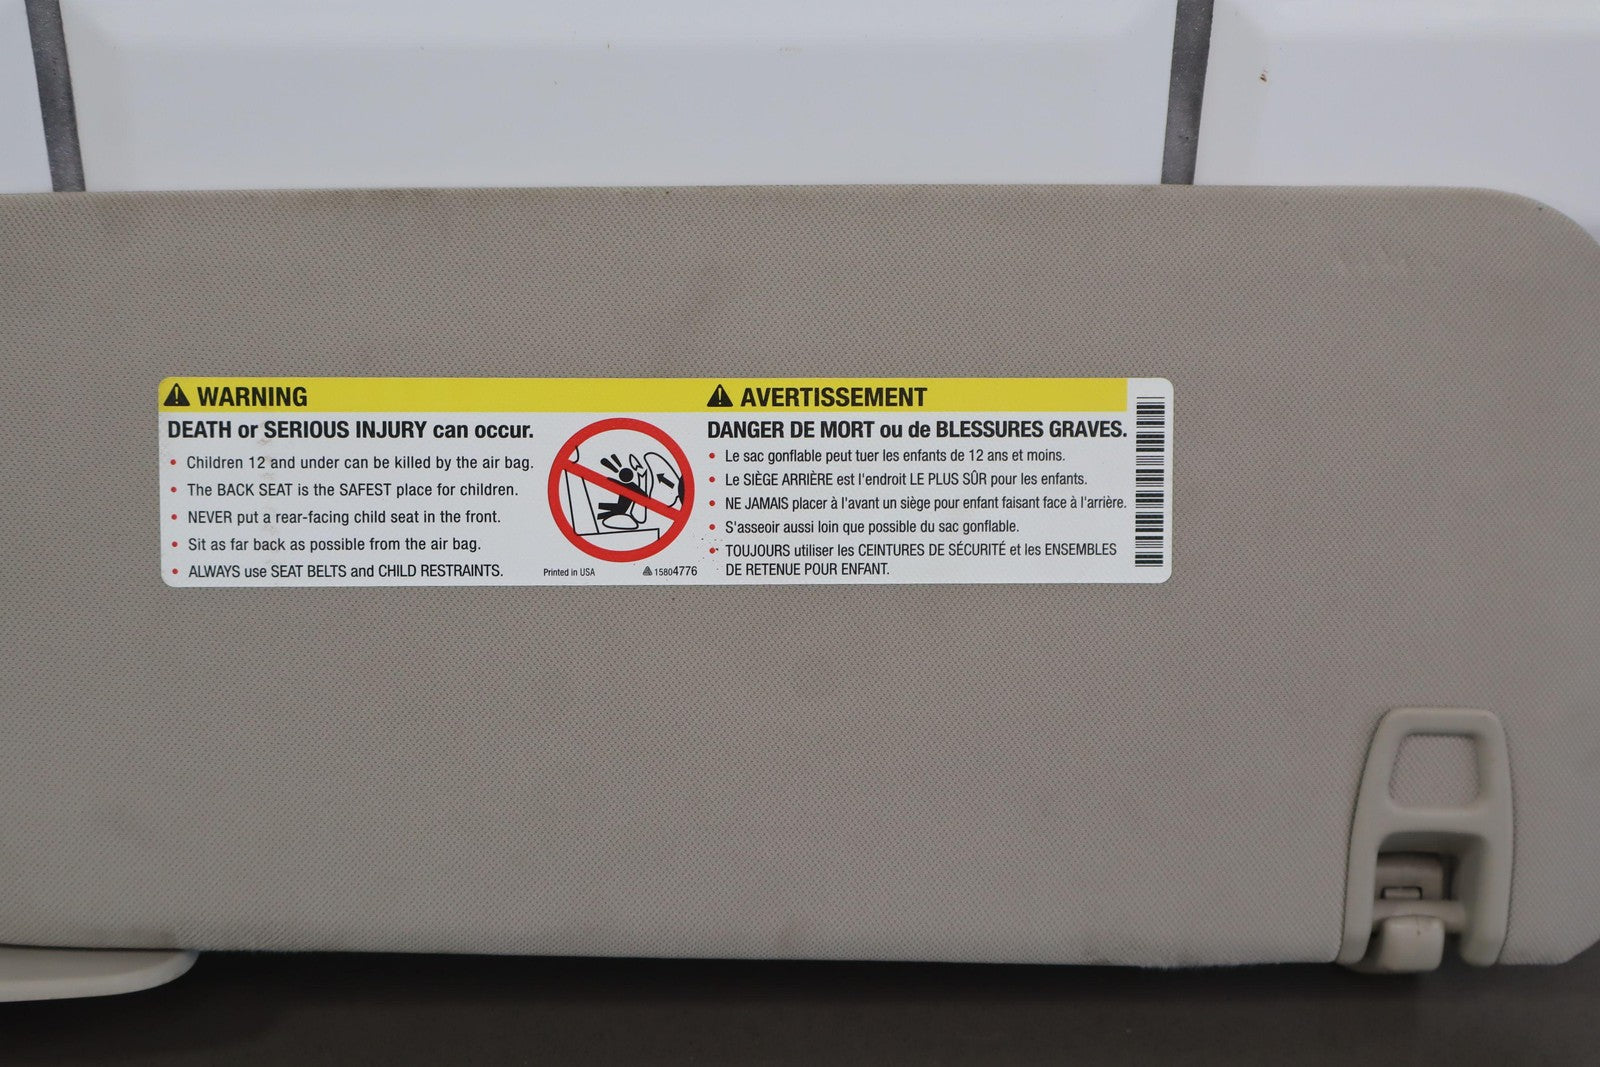 WARNING
DEATH or SERIOUS INJURY can occur.
• Children 12 and under can be killed by the air bag.
• The BACK SEAT is the SAFEST place for children.
• NEVER put a rear-facing child seat in the front.
• Sit as far back as possible from the air bag.
• ALWAYS use SEAT BELTS and CHILD RESTRAINTS.
Printed in USA
15804776
AVERTISSEMENT
DANGER DE MORT ou de BLESSURES GRAVES.
• Le sac gonflable peut tuer les enfants de 12 ans et moins.
• Le SIÈGE ARRIÈRE est l'endroit LE PLUS SÛR pour les enfants.
• NE JAMAIS placer à l'avant un siège pour enfant faisant face à l'arrière.
• S'asseoir aussi loin que possible du sac gonflable.
• TOUJOURS utiliser les CEINTURES DE SÉCURITÉ et les ENSEMBLES
DE RETENUE POUR ENFANT.